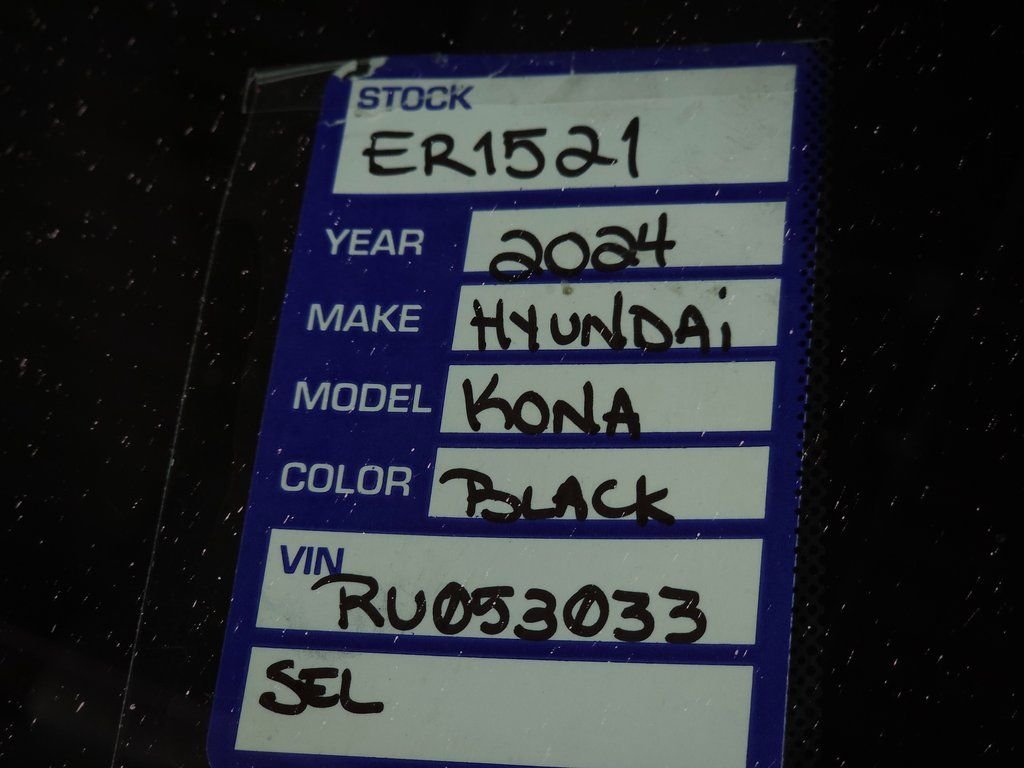 STOCK
ER1521
YEAR 2024
MAKE HYUNDAi
MODEL KONA
COLOR BLACK
VIN
RU053033
SEL